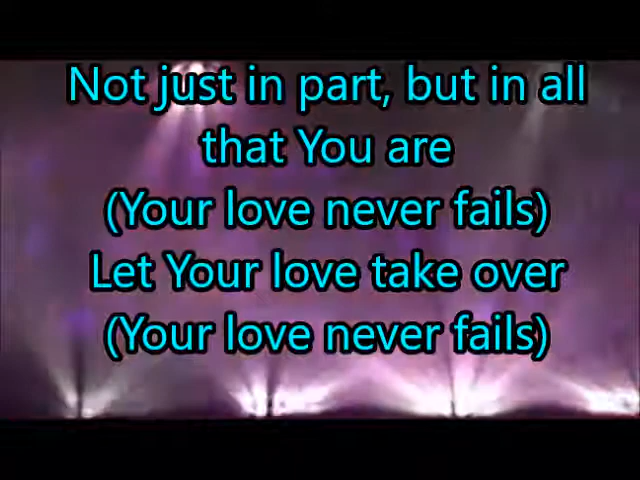 Not just in part, but in all
that You are
(Your love never fails)
Let Your love take over
(Your love never fails)